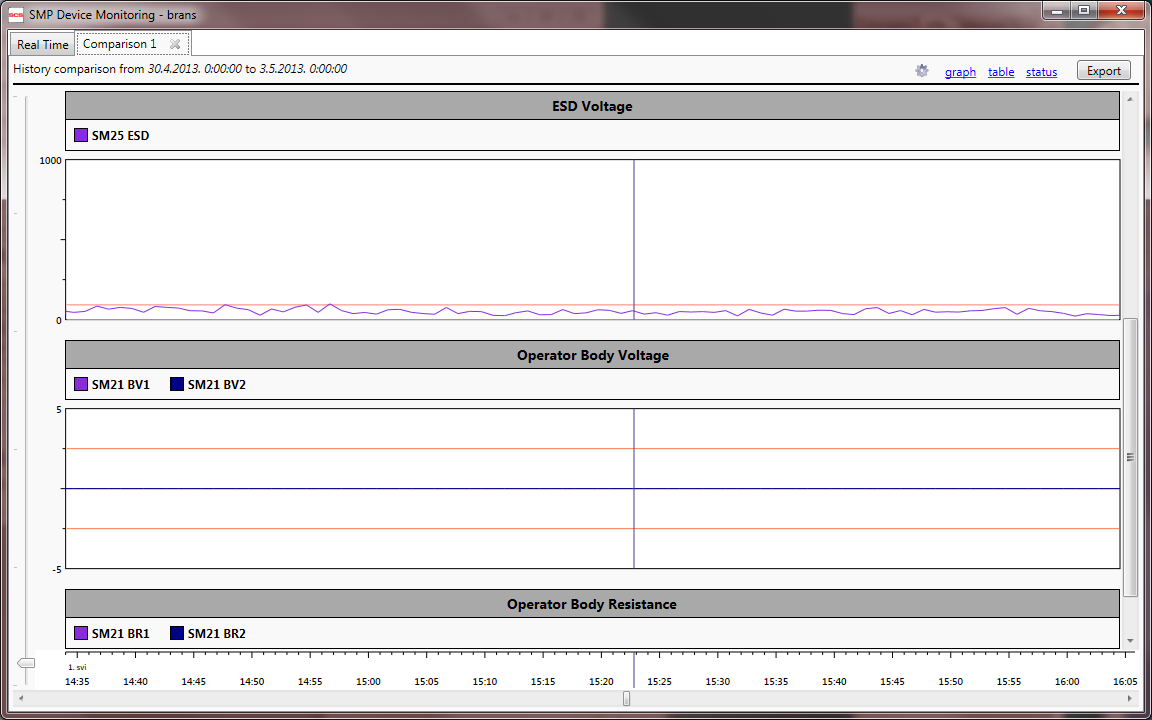 SCS SMP Device Monitoring - brans
Real Time Comparison 1
History comparison from 30.4.2013. 0:00:00 to 3.5.2013. 0:00:00 graph table status Export
ESD Voltage
SM25 ESD
1000
0
Operator Body Voltage
SM21 BV1 SM21 BV2
5
-5
Operator Body Resistance
SM21 BR1 SM21 BR2
1. svi
14:35 14:40 14:45 14:50 14:55 15:00 15:05 15:10 15:15 15:20 15:25 15:30 15:35 15:40 15:45 15:50 15:55 16:00 16:05